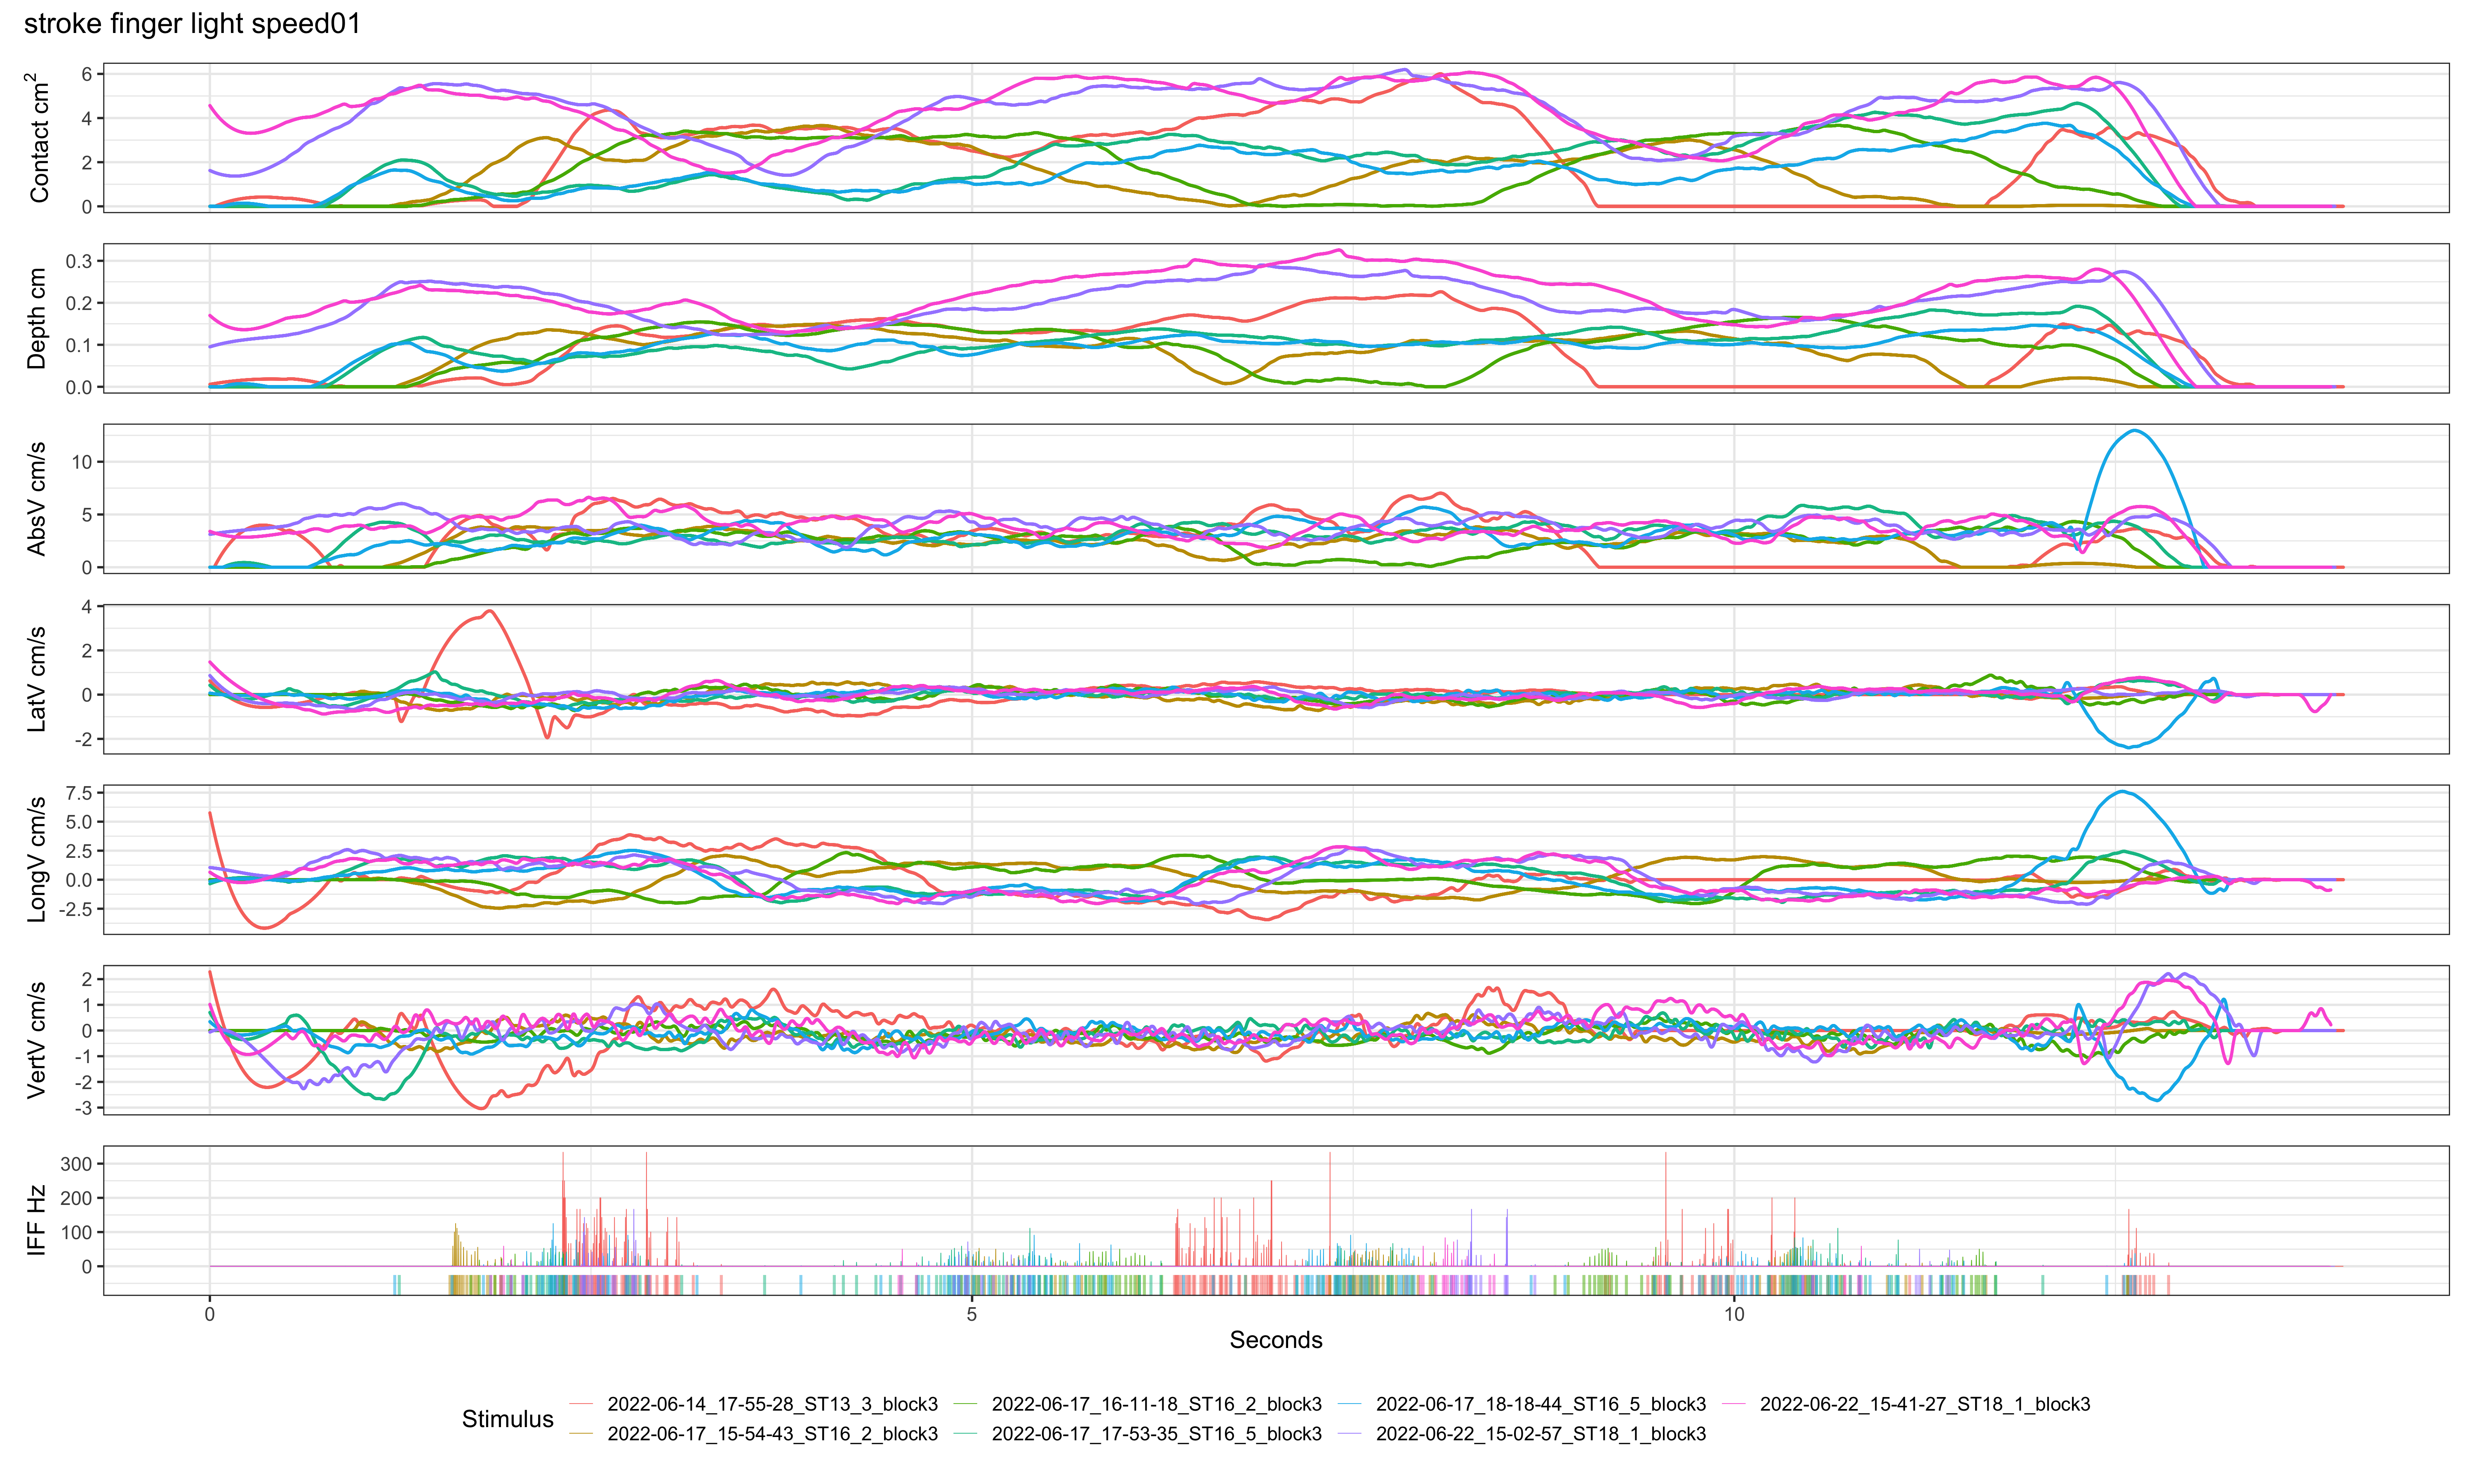 stroke finger light speed01
Contact cm²
6
4
2
0
Depth cm
0.3
0.2
0.1
0.0
AbsV cm/s
10
5
0
LatV cm/s
4
2
0
-2
LongV cm/s
7.5
5.0
2.5
0.0
-2.5
VertV cm/s
2
1
0
-1
-2
-3
IFF Hz
300
200
100
0
0 5 10
Seconds
Stimulus
2022-06-14_17-55-28_ST13_3_block3 2022-06-17_16-11-18_ST16_2_block3 2022-06-17_18-18-44_ST16_5_block3 2022-06-22_15-41-27_ST18_1_block3
2022-06-17_15-54-43_ST16_2_block3 2022-06-17_17-53-35_ST16_5_block3 2022-06-22_15-02-57_ST18_1_block3